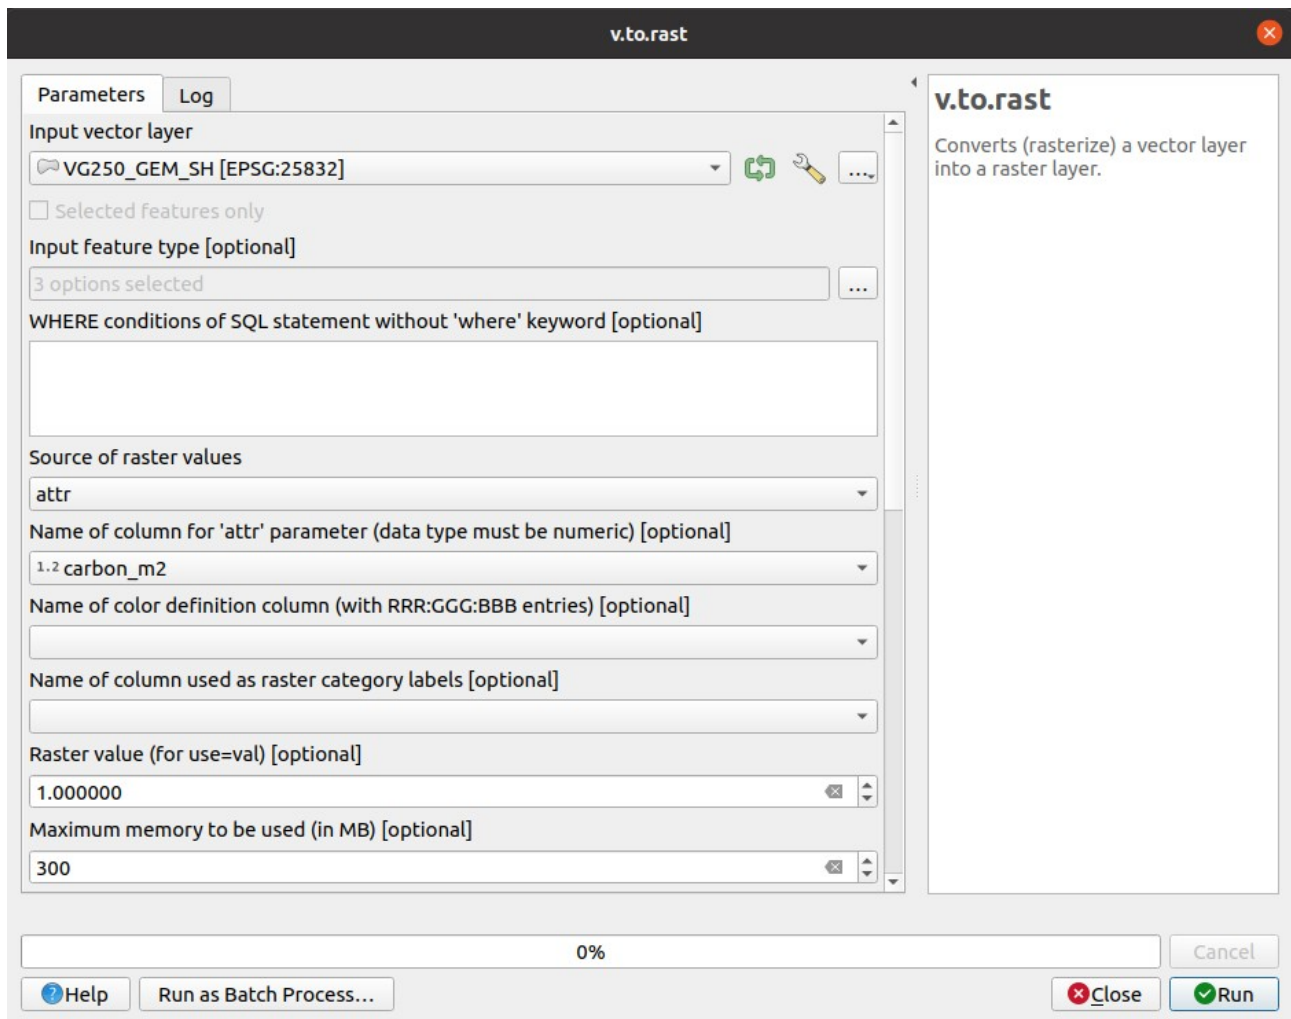 v.to.rast
Parameters
Log
Input vector layer
VG250_GEM_SH [EPSG:25832]
...
Selected features only
Input feature type [optional]
3 options selected
...
WHERE conditions of SQL statement without 'where' keyword [optional]
Source of raster values
attr
Name of column for 'attr' parameter (data type must be numeric) [optional]
1.2 carbon_m2
Name of color definition column (with RRR:GGG:BBB entries) [optional]
Name of column used as raster category labels [optional]
Raster value (for use=val) [optional]
1.000000
Maximum memory to be used (in MB) [optional]
300
v.to.rast
Converts (rasterize) a vector layer
into a raster layer.
0%
Cancel
Help
Run as Batch Process...
Close
Run